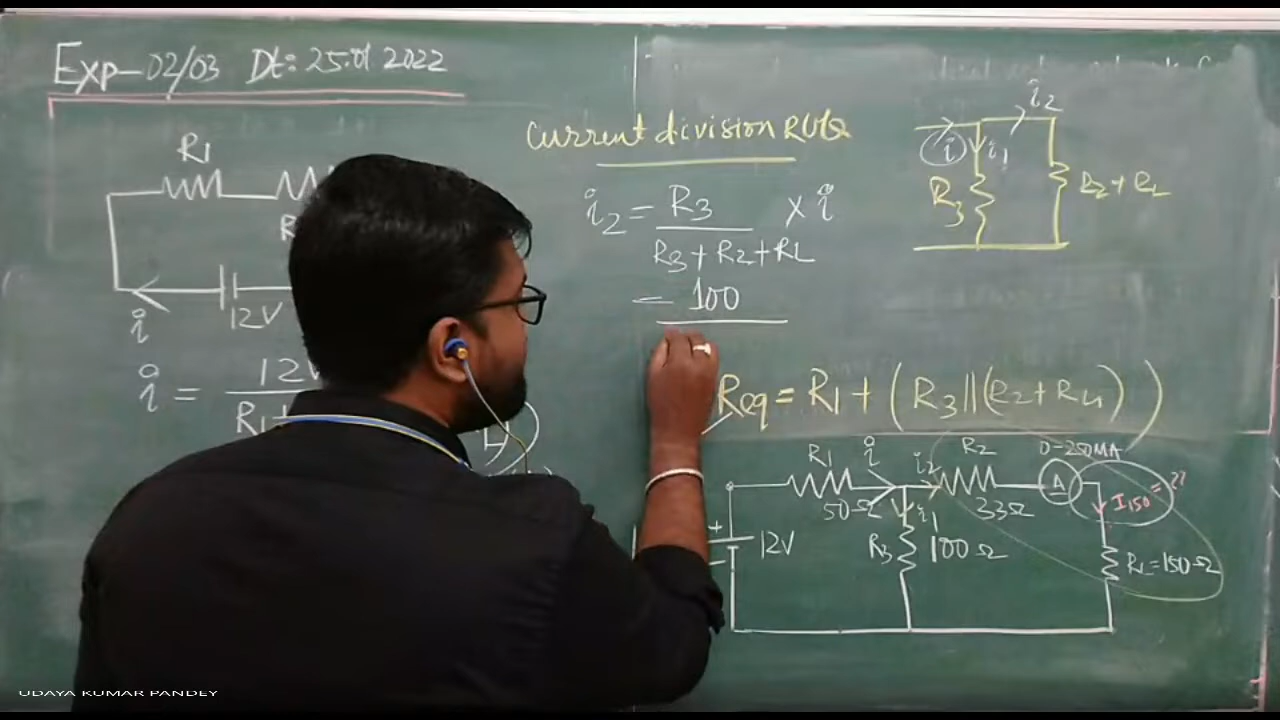 Exp-02/03 Dt: 25.01 2022
R1
R
i
12V
i = 12V
R1+
Current division Rule
i2 = R3 × i
R3 + R2 + RL
= 100
i2
i
i1
R3
R2 + RL
Req = R1 + (R3||(R2+RL))
R1
i
i2
R2
0-250MA
50Ω
33Ω
A
I150 = ??
+
12V
i1
R3
100Ω
RL=150Ω
UDAYA KUMAR PANDEY